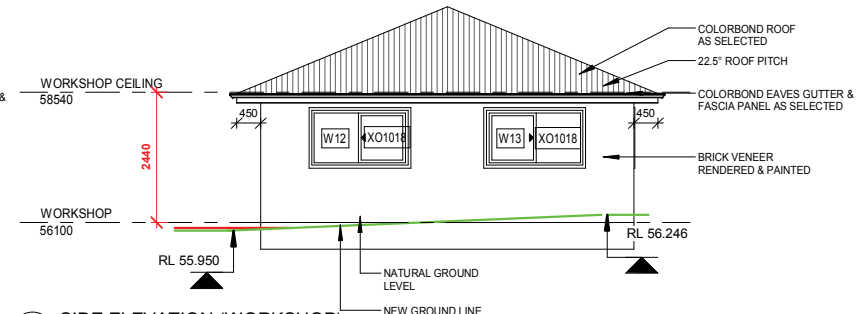 COLORBOND ROOF
AS SELECTED
22.5° ROOF PITCH
WORKSHOP CEILING
58540
&
COLORBOND EAVES GUTTER &
FASCIA PANEL AS SELECTED
450
450
W12
XO1018
W13
XO1018
2440
BRICK VENEER
RENDERED & PAINTED
WORKSHOP
56100
RL 55.950
RL 56.246
NATURAL GROUND
LEVEL
NEW GROUND LINE
SIDE ELEVATION (WORKSHOP)